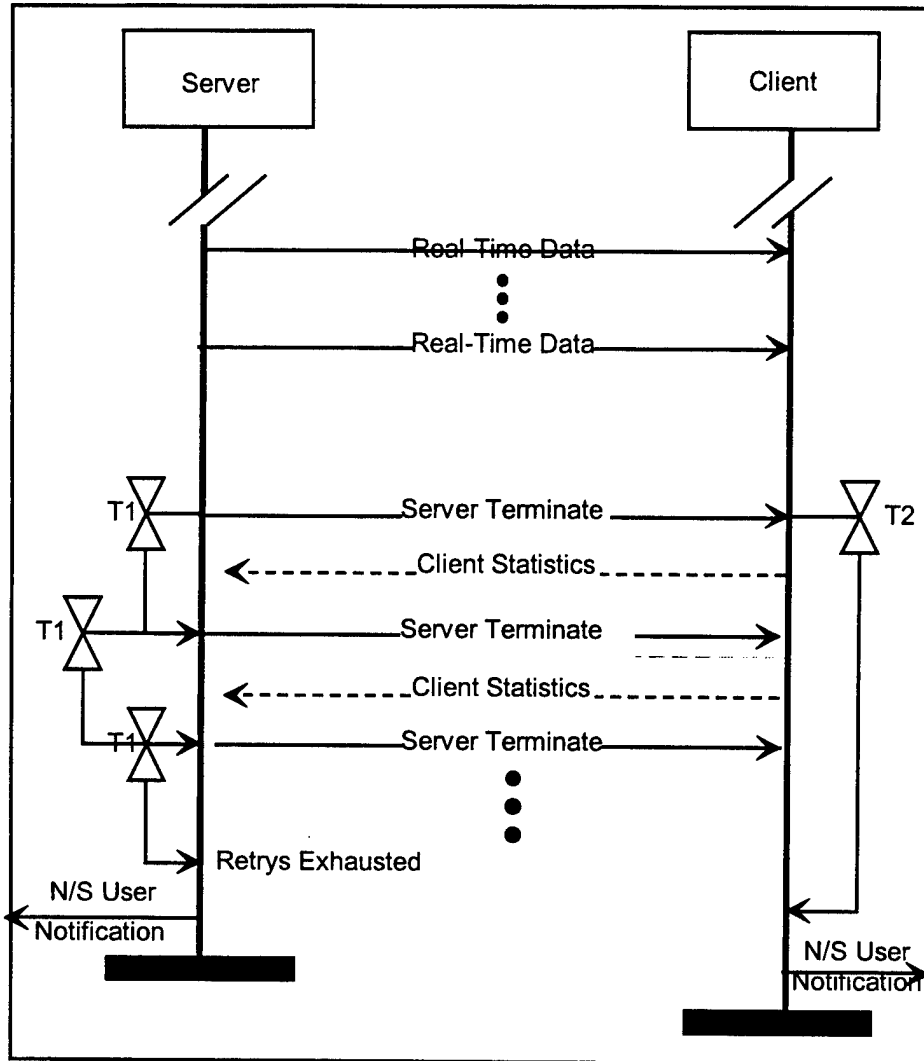 Server
Client
Real-Time Data
Real-Time Data
T1
Server Terminate
T2
Client Statistics
T1
Server Terminate
Client Statistics
T1
Server Terminate
Retrys Exhausted
N/S User
Notification
N/S User
Notification